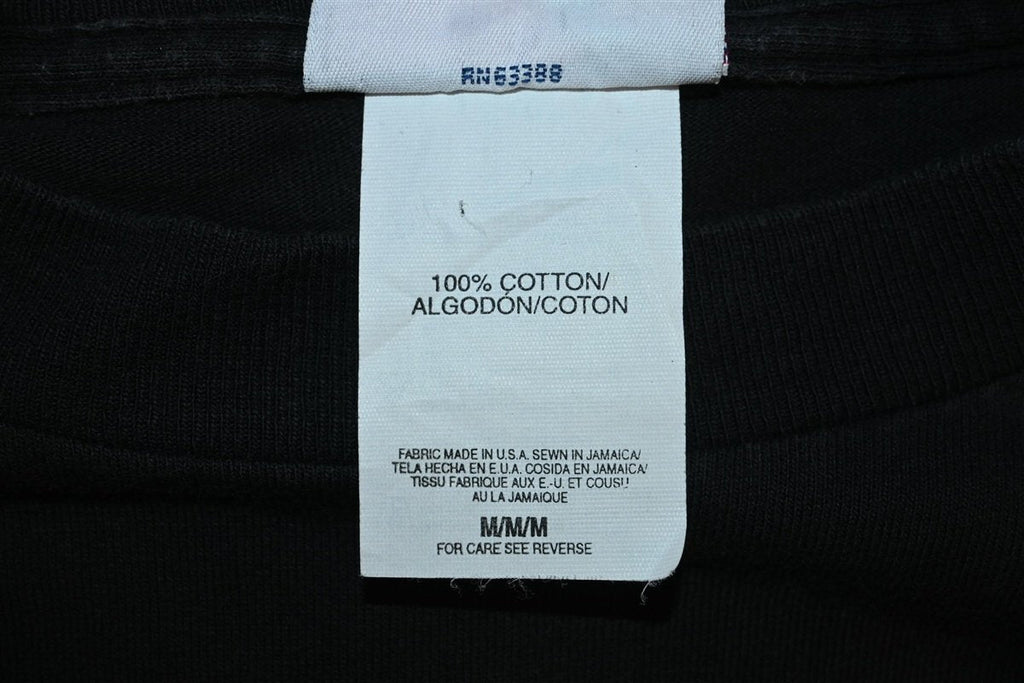 RN63388
100% COTTON/
ALGODÓN/COTON
FABRIC MADE IN U.S.A. SEWN IN JAMAICA/
TELA HECHA EN E.U.A. COSIDA EN JAMAICA/
TISSU FABRIQUE AUX E.-U. ET COUSU
AU LA JAMAIQUE
M/M/M
FOR CARE SEE REVERSE